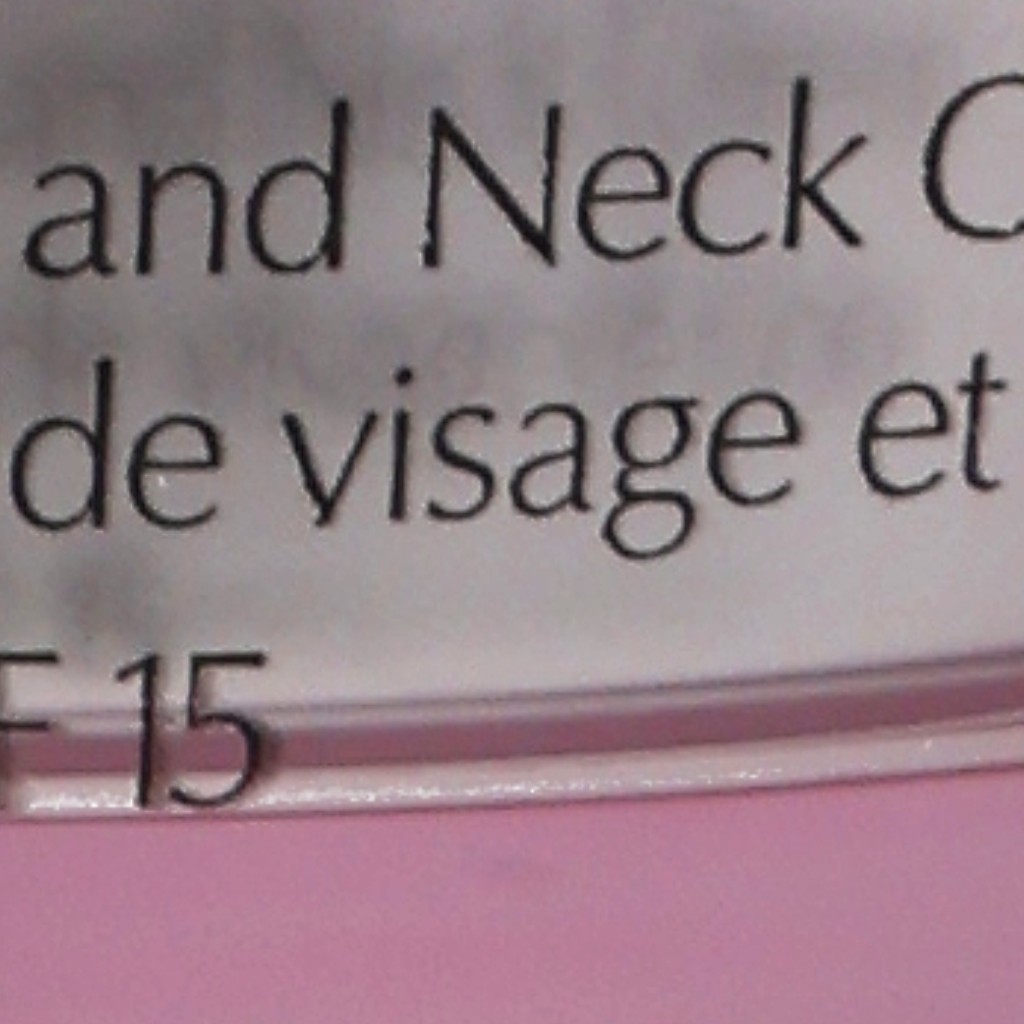 and Neck C
de visage et
F 15